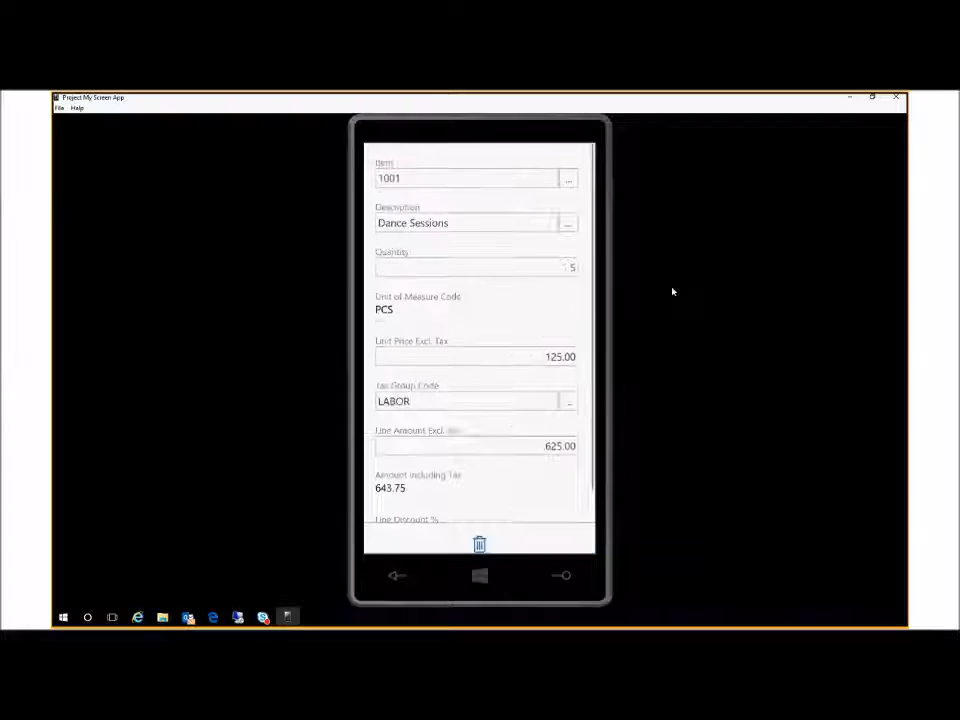 Project My Screen App
File Help
Item
1001
...
Description
Dance Sessions
...
Quantity
5
Unit of Measure Code
PCS
Unit Price Excl. Tax
125.00
Tax Group Code
LABOR
...
Line Amount Excl.
625.00
Amount Including Tax
643.75
Line Discount %